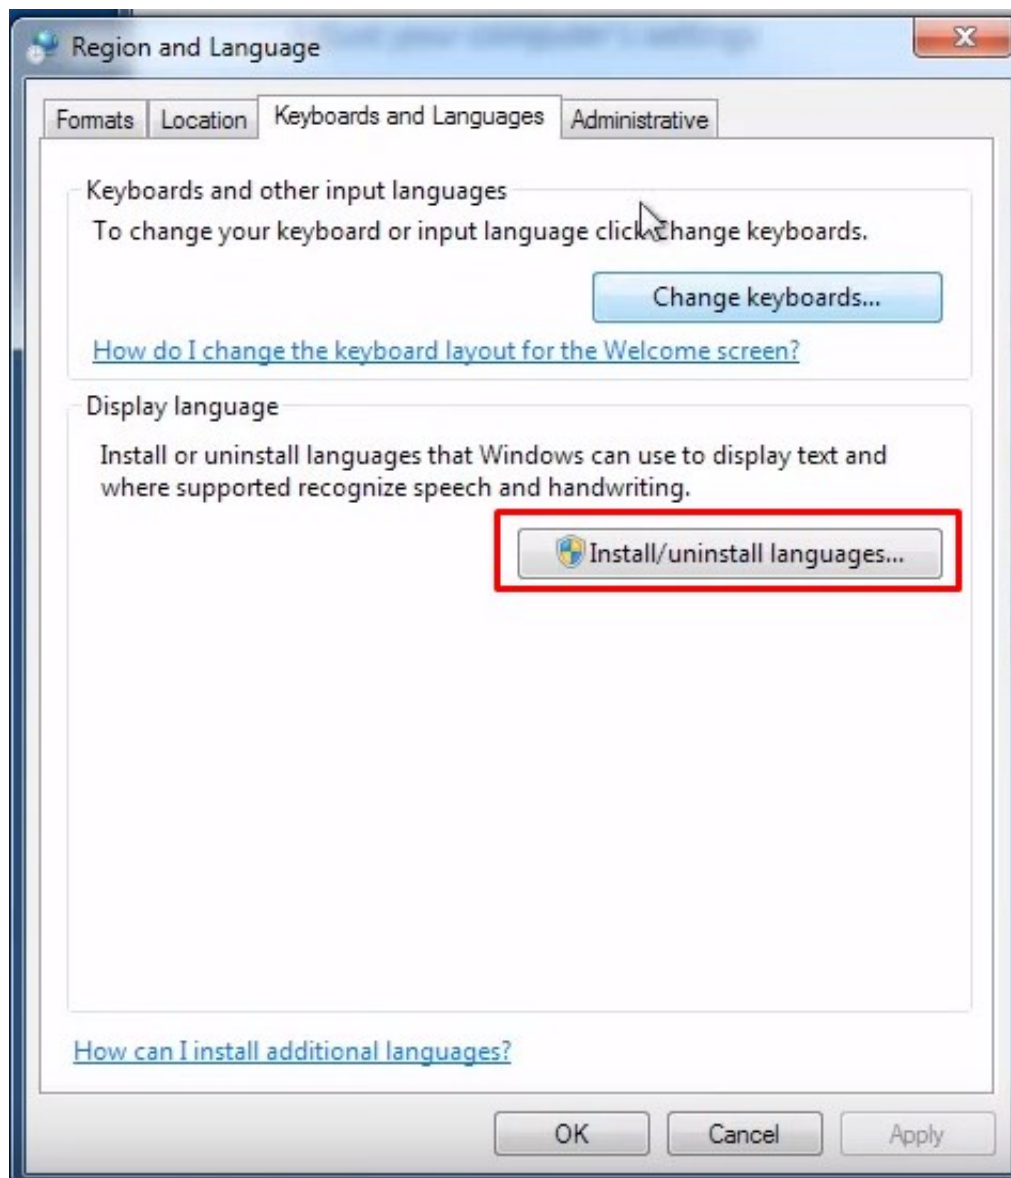 Region and Language
Formats Location Keyboards and Languages Administrative
Keyboards and other input languages
To change your keyboard or input language click Change keyboards.
Change keyboards...
How do I change the keyboard layout for the Welcome screen?
Display language
Install or uninstall languages that Windows can use to display text and
where supported recognize speech and handwriting.
Install/uninstall languages...
How can I install additional languages?
OK Cancel Apply